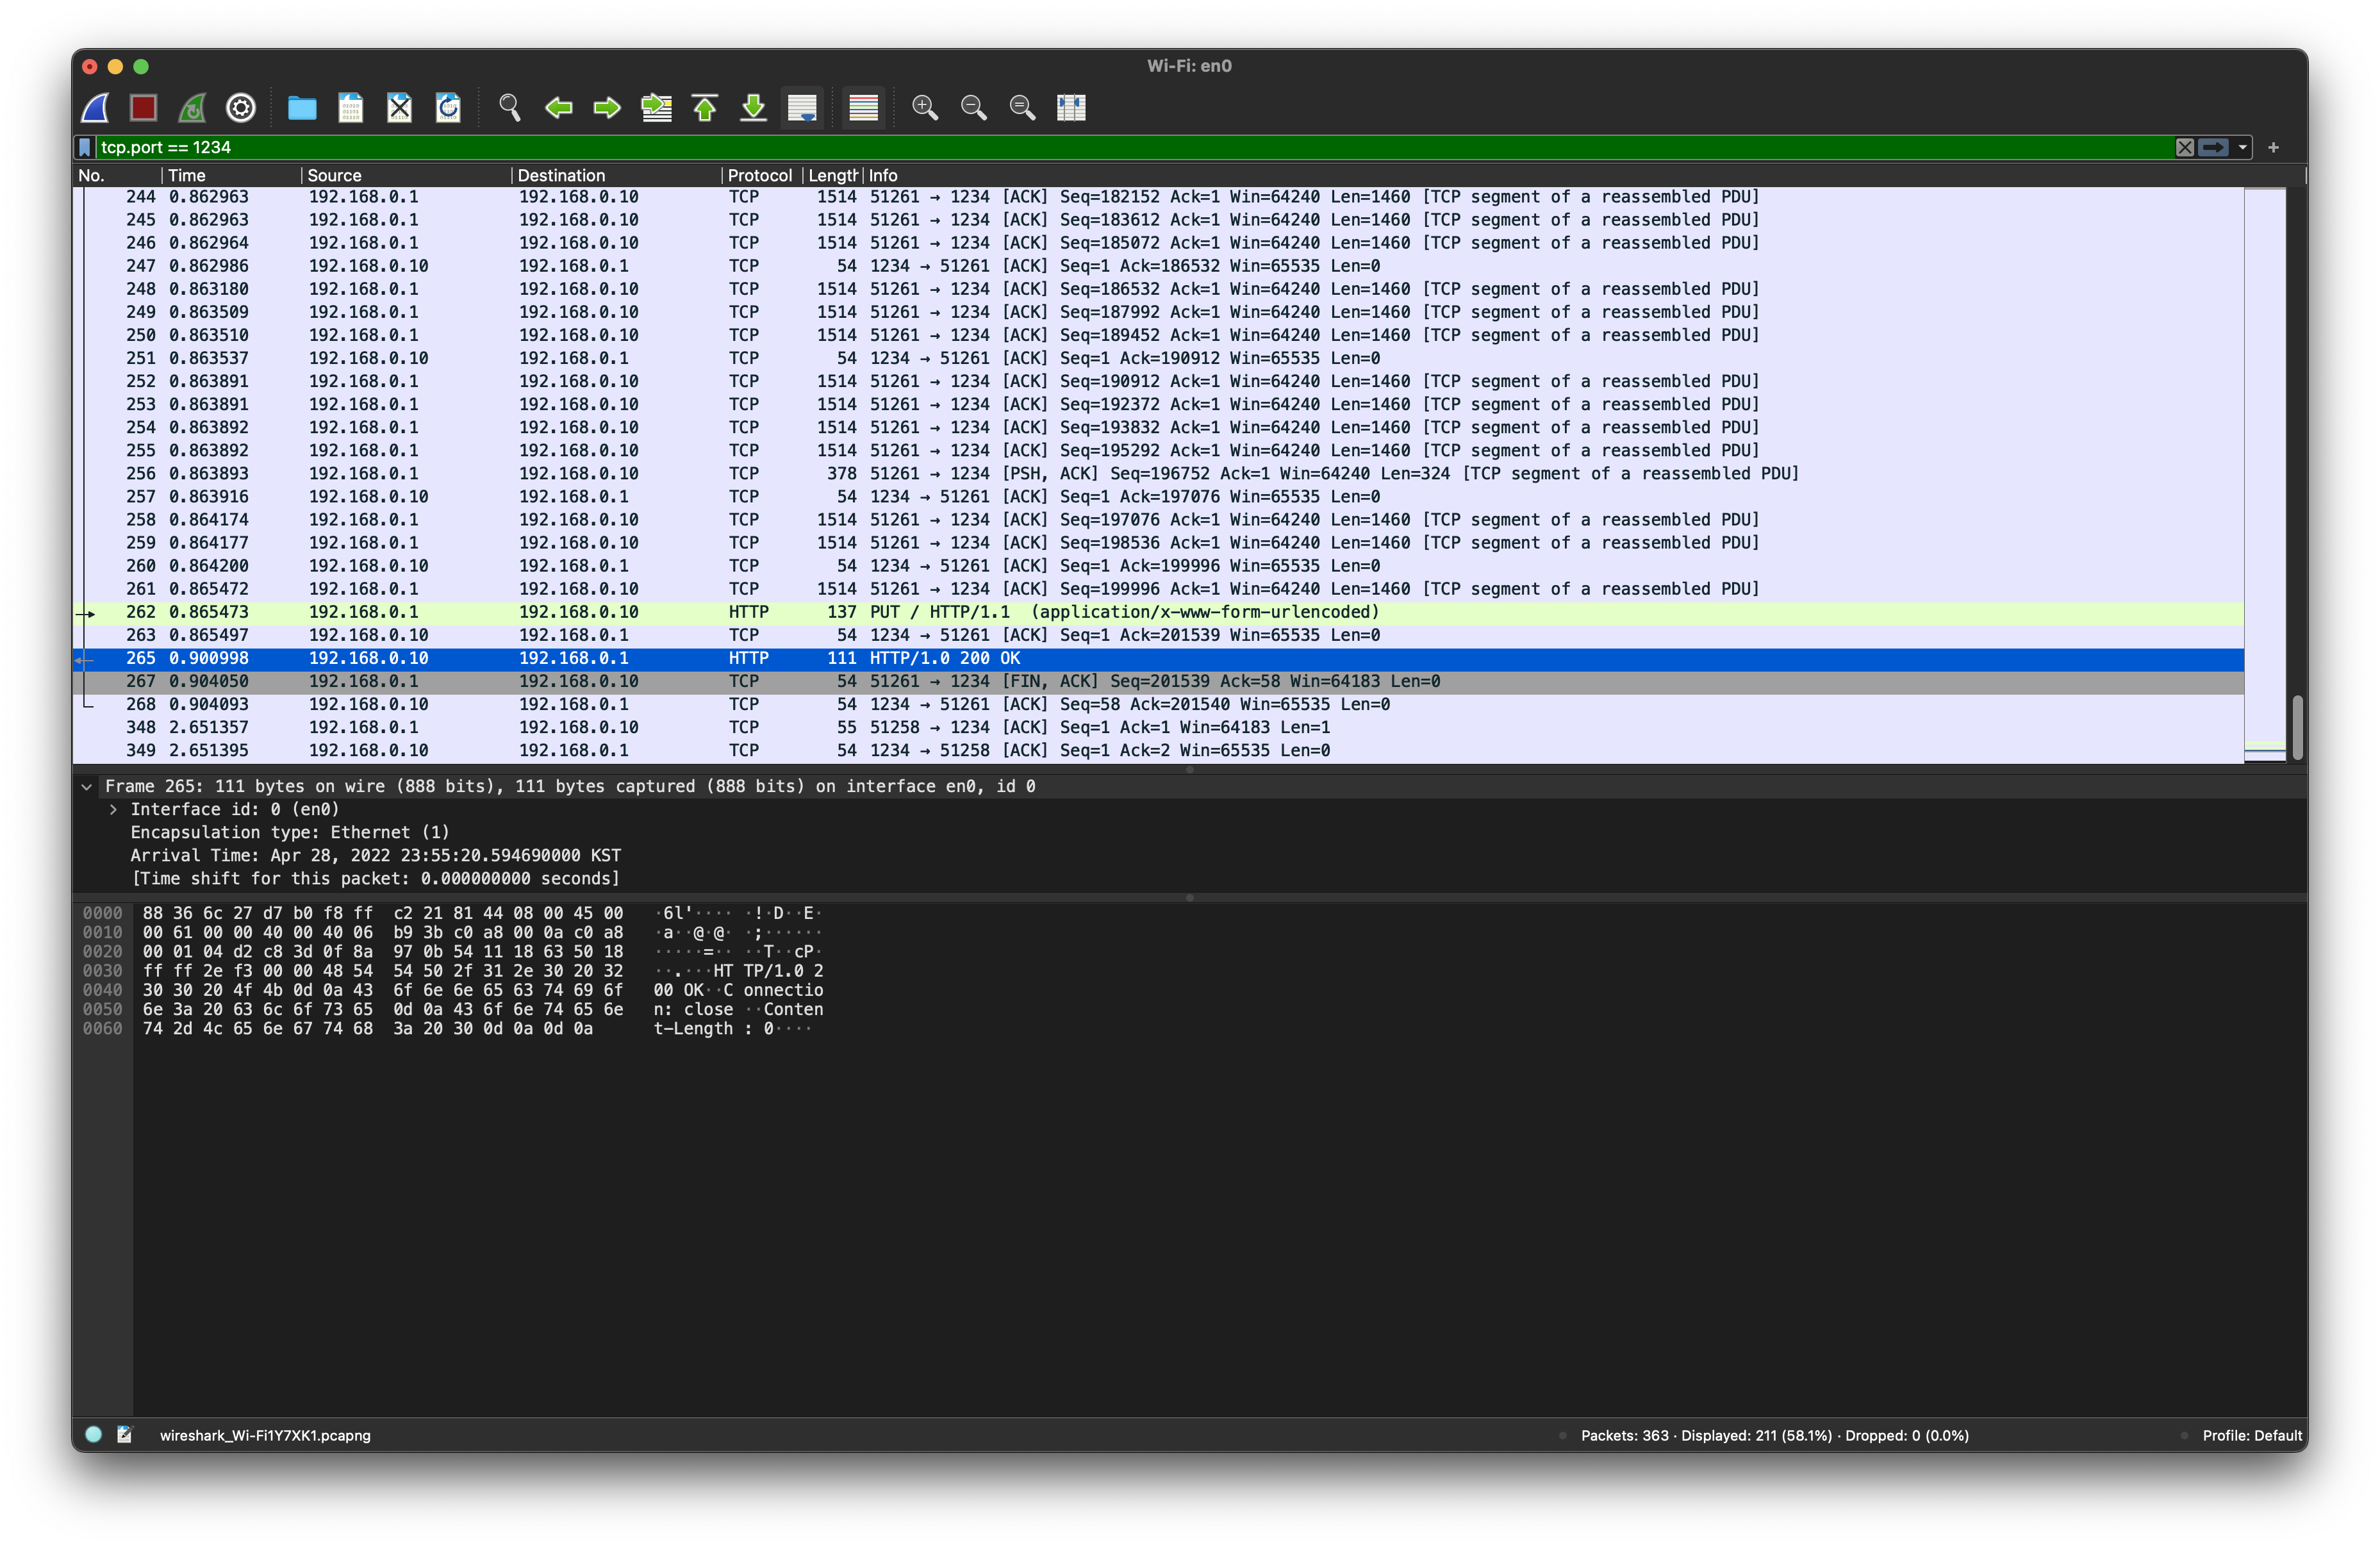 Wi-Fi: en0
tcp.port == 1234
No. Time Source Destination Protocol Length Info
244 0.862963 192.168.0.1 192.168.0.10 TCP 1514 51261 → 1234 [ACK] Seq=182152 Ack=1 Win=64240 Len=1460 [TCP segment of a reassembled PDU]
245 0.862963 192.168.0.1 192.168.0.10 TCP 1514 51261 → 1234 [ACK] Seq=183612 Ack=1 Win=64240 Len=1460 [TCP segment of a reassembled PDU]
246 0.862964 192.168.0.1 192.168.0.10 TCP 1514 51261 → 1234 [ACK] Seq=185072 Ack=1 Win=64240 Len=1460 [TCP segment of a reassembled PDU]
247 0.862986 192.168.0.10 192.168.0.1 TCP 54 1234 → 51261 [ACK] Seq=1 Ack=186532 Win=65535 Len=0
248 0.863180 192.168.0.1 192.168.0.10 TCP 1514 51261 → 1234 [ACK] Seq=186532 Ack=1 Win=64240 Len=1460 [TCP segment of a reassembled PDU]
249 0.863509 192.168.0.1 192.168.0.10 TCP 1514 51261 → 1234 [ACK] Seq=187992 Ack=1 Win=64240 Len=1460 [TCP segment of a reassembled PDU]
250 0.863510 192.168.0.1 192.168.0.10 TCP 1514 51261 → 1234 [ACK] Seq=189452 Ack=1 Win=64240 Len=1460 [TCP segment of a reassembled PDU]
251 0.863537 192.168.0.10 192.168.0.1 TCP 54 1234 → 51261 [ACK] Seq=1 Ack=190912 Win=65535 Len=0
252 0.863891 192.168.0.1 192.168.0.10 TCP 1514 51261 → 1234 [ACK] Seq=190912 Ack=1 Win=64240 Len=1460 [TCP segment of a reassembled PDU]
253 0.863891 192.168.0.1 192.168.0.10 TCP 1514 51261 → 1234 [ACK] Seq=192372 Ack=1 Win=64240 Len=1460 [TCP segment of a reassembled PDU]
254 0.863892 192.168.0.1 192.168.0.10 TCP 1514 51261 → 1234 [ACK] Seq=193832 Ack=1 Win=64240 Len=1460 [TCP segment of a reassembled PDU]
255 0.863892 192.168.0.1 192.168.0.10 TCP 1514 51261 → 1234 [ACK] Seq=195292 Ack=1 Win=64240 Len=1460 [TCP segment of a reassembled PDU]
256 0.863893 192.168.0.1 192.168.0.10 TCP 378 51261 → 1234 [PSH, ACK] Seq=196752 Ack=1 Win=64240 Len=324 [TCP segment of a reassembled PDU]
257 0.863916 192.168.0.10 192.168.0.1 TCP 54 1234 → 51261 [ACK] Seq=1 Ack=197076 Win=65535 Len=0
258 0.864174 192.168.0.1 192.168.0.10 TCP 1514 51261 → 1234 [ACK] Seq=197076 Ack=1 Win=64240 Len=1460 [TCP segment of a reassembled PDU]
259 0.864177 192.168.0.1 192.168.0.10 TCP 1514 51261 → 1234 [ACK] Seq=198536 Ack=1 Win=64240 Len=1460 [TCP segment of a reassembled PDU]
260 0.864200 192.168.0.10 192.168.0.1 TCP 54 1234 → 51261 [ACK] Seq=1 Ack=199996 Win=65535 Len=0
261 0.865472 192.168.0.1 192.168.0.10 TCP 1514 51261 → 1234 [ACK] Seq=199996 Ack=1 Win=64240 Len=1460 [TCP segment of a reassembled PDU]
262 0.865473 192.168.0.1 192.168.0.10 HTTP 137 PUT / HTTP/1.1 (application/x-www-form-urlencoded)
263 0.865497 192.168.0.10 192.168.0.1 TCP 54 1234 → 51261 [ACK] Seq=1 Ack=201539 Win=65535 Len=0
265 0.900998 192.168.0.10 192.168.0.1 HTTP 111 HTTP/1.0 200 OK
267 0.904050 192.168.0.1 192.168.0.10 TCP 54 51261 → 1234 [FIN, ACK] Seq=201539 Ack=58 Win=64183 Len=0
268 0.904093 192.168.0.10 192.168.0.1 TCP 54 1234 → 51261 [ACK] Seq=58 Ack=201540 Win=65535 Len=0
348 2.651357 192.168.0.1 192.168.0.10 TCP 55 51258 → 1234 [ACK] Seq=1 Ack=1 Win=64183 Len=1
349 2.651395 192.168.0.10 192.168.0.1 TCP 54 1234 → 51258 [ACK] Seq=1 Ack=2 Win=65535 Len=0
Frame 265: 111 bytes on wire (888 bits), 111 bytes captured (888 bits) on interface en0, id 0
Interface id: 0 (en0)
Encapsulation type: Ethernet (1)
Arrival Time: Apr 28, 2022 23:55:20.594690000 KST
[Time shift for this packet: 0.000000000 seconds]
0000 88 36 6c 27 d7 b0 f8 ff c2 21 81 44 08 00 45 00 ·6l'···· ·!·D··E·
0010 00 61 00 00 40 00 40 06 b9 3b c0 a8 00 0a c0 a8 ·a··@·@· ·;······
0020 00 01 04 d2 c8 3d 0f 8a 97 0b 54 11 18 63 50 18 ·····=·· ··T··cP·
0030 ff ff 2e f3 00 00 48 54 54 50 2f 31 2e 30 20 32 ··.···HT TP/1.0 2
0040 30 30 20 4f 4b 0d 0a 43 6f 6e 6e 65 63 74 69 6f 00 OK··C onnectio
0050 6e 3a 20 63 6c 6f 73 65 0d 0a 43 6f 6e 74 65 6e n: close ··Conten
0060 74 2d 4c 65 6e 67 74 68 3a 20 30 0d 0a 0d 0a t-Length : 0····
wireshark_Wi-Fi1Y7XK1.pcapng Packets: 363 · Displayed: 211 (58.1%) · Dropped: 0 (0.0%) Profile: Default